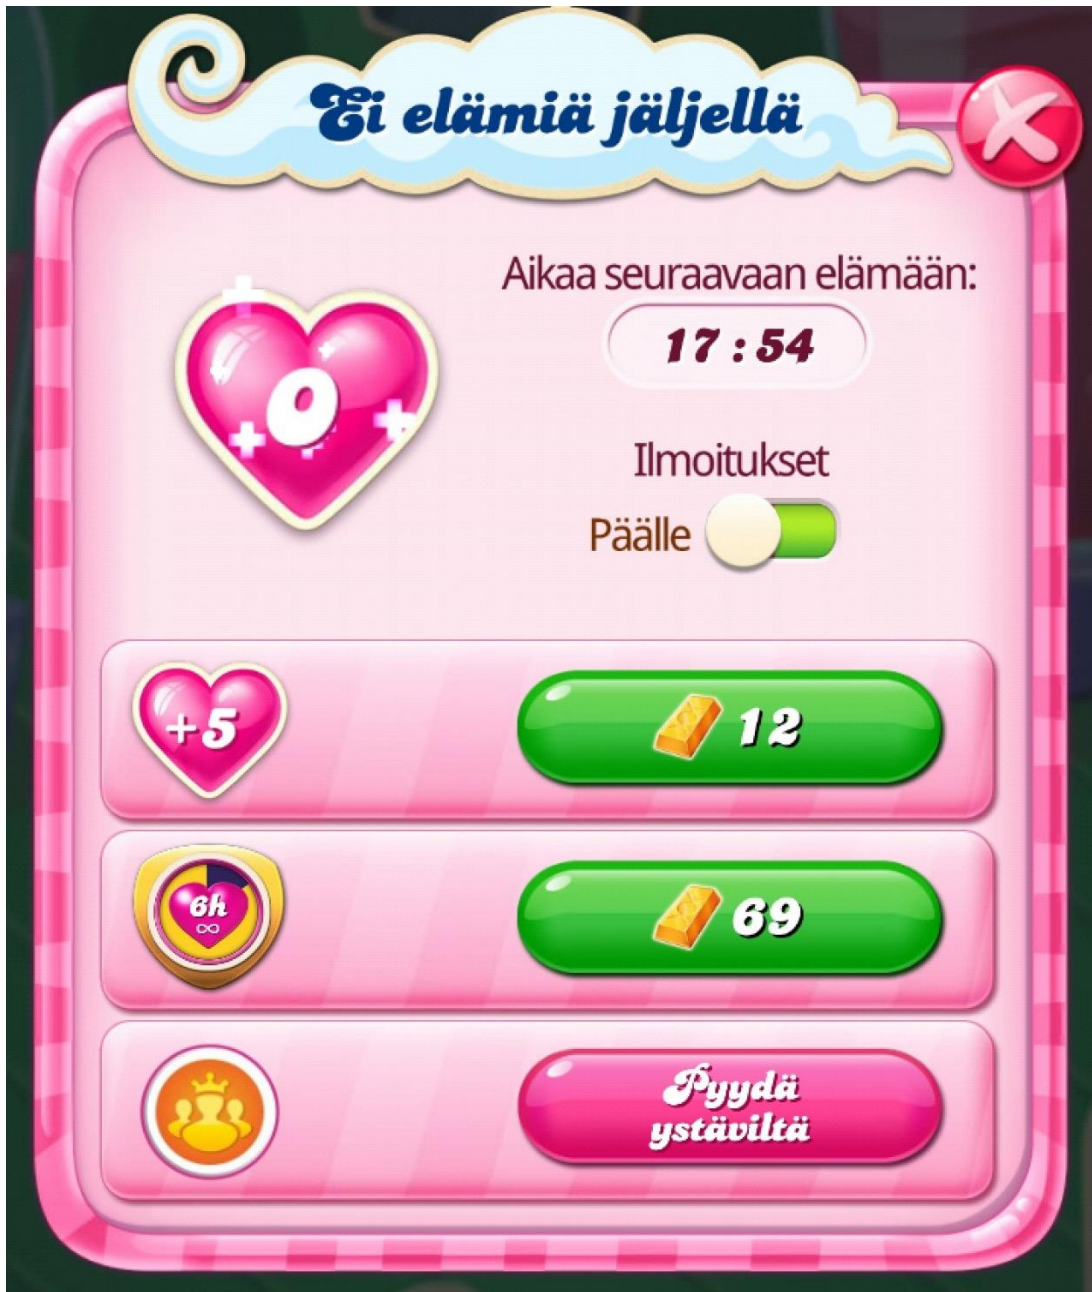 Ei elämiä jäljellä
Aikaa seuraavaan elämään:
0
17:54
Ilmoitukset
Päälle
+5
12
6h
∞
69
Pyydä
ystäviltä